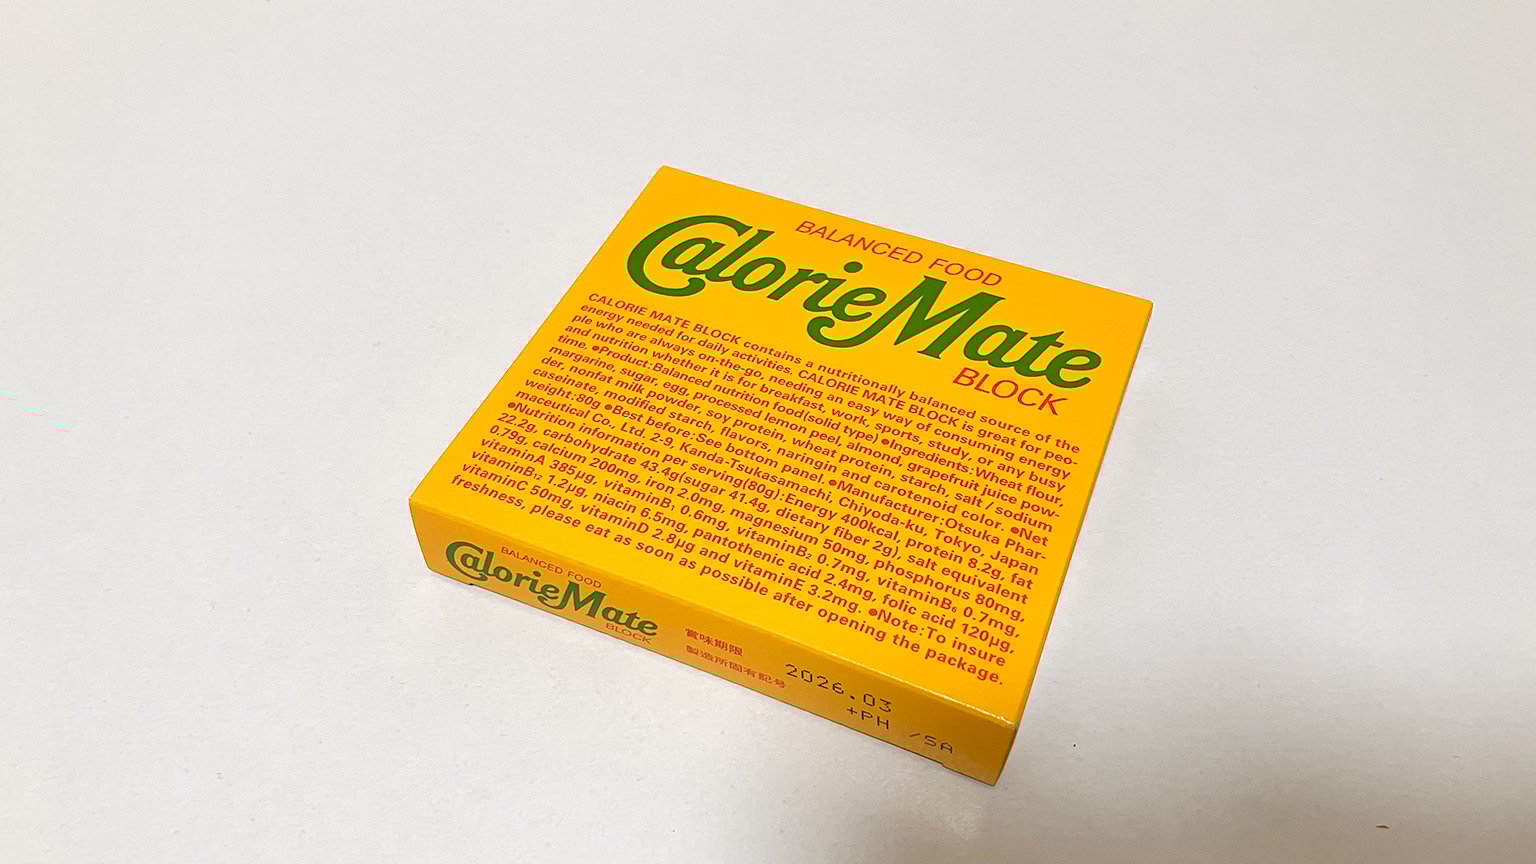 BALANCED FOOD
CalorieMate
BLOCK
CALORIE MATE BLOCK contains a nutritionally balanced source of the
energy needed for daily activities. CALORIE MATE BLOCK is great for peo-
ple who are always on-the-go, needing an easy way of consuming energy
and nutrition whether it is for breakfast, work, sports, study, or any busy
time. ●Product:Balanced nutrition food(solid type) ●Ingredients:Wheat flour,
margarine, sugar, egg, processed lemon peel, almond, grapefruit juice pow-
der, nonfat milk powder, soy protein, wheat protein, starch, salt / sodium
caseinate, modified starch, flavors, naringin and carotenoid color. ●Net
weight:80g ●Best before:See bottom panel. ●Manufacturer:Otsuka Phar-
maceutical Co., Ltd. 2-9, Kanda-Tsukasamachi, Chiyoda-ku, Tokyo, Japan
●Nutrition information per serving(80g):Energy 400kcal, protein 8.2g, fat
22.2g, carbohydrate 43.4g(sugar 41.4g, dietary fiber 2g), salt equivalent
0.79g, calcium 200mg, iron 2.0mg, magnesium 50mg, phosphorus 80mg,
vitaminA 385μg, vitaminB₁ 0.6mg, vitaminB₂ 0.7mg, vitaminB₆ 0.7mg,
vitaminB₁₂ 1.2μg, niacin 6.5mg, pantothenic acid 2.4mg, folic acid 120μg,
vitaminC 50mg, vitaminD 2.8μg and vitaminE 3.2mg. ●Note:To insure
freshness, please eat as soon as possible after opening the package.
BALANCED FOOD
CalorieMate
BLOCK
賞味期限 2026.03
製造所固有記号 +PH /SA